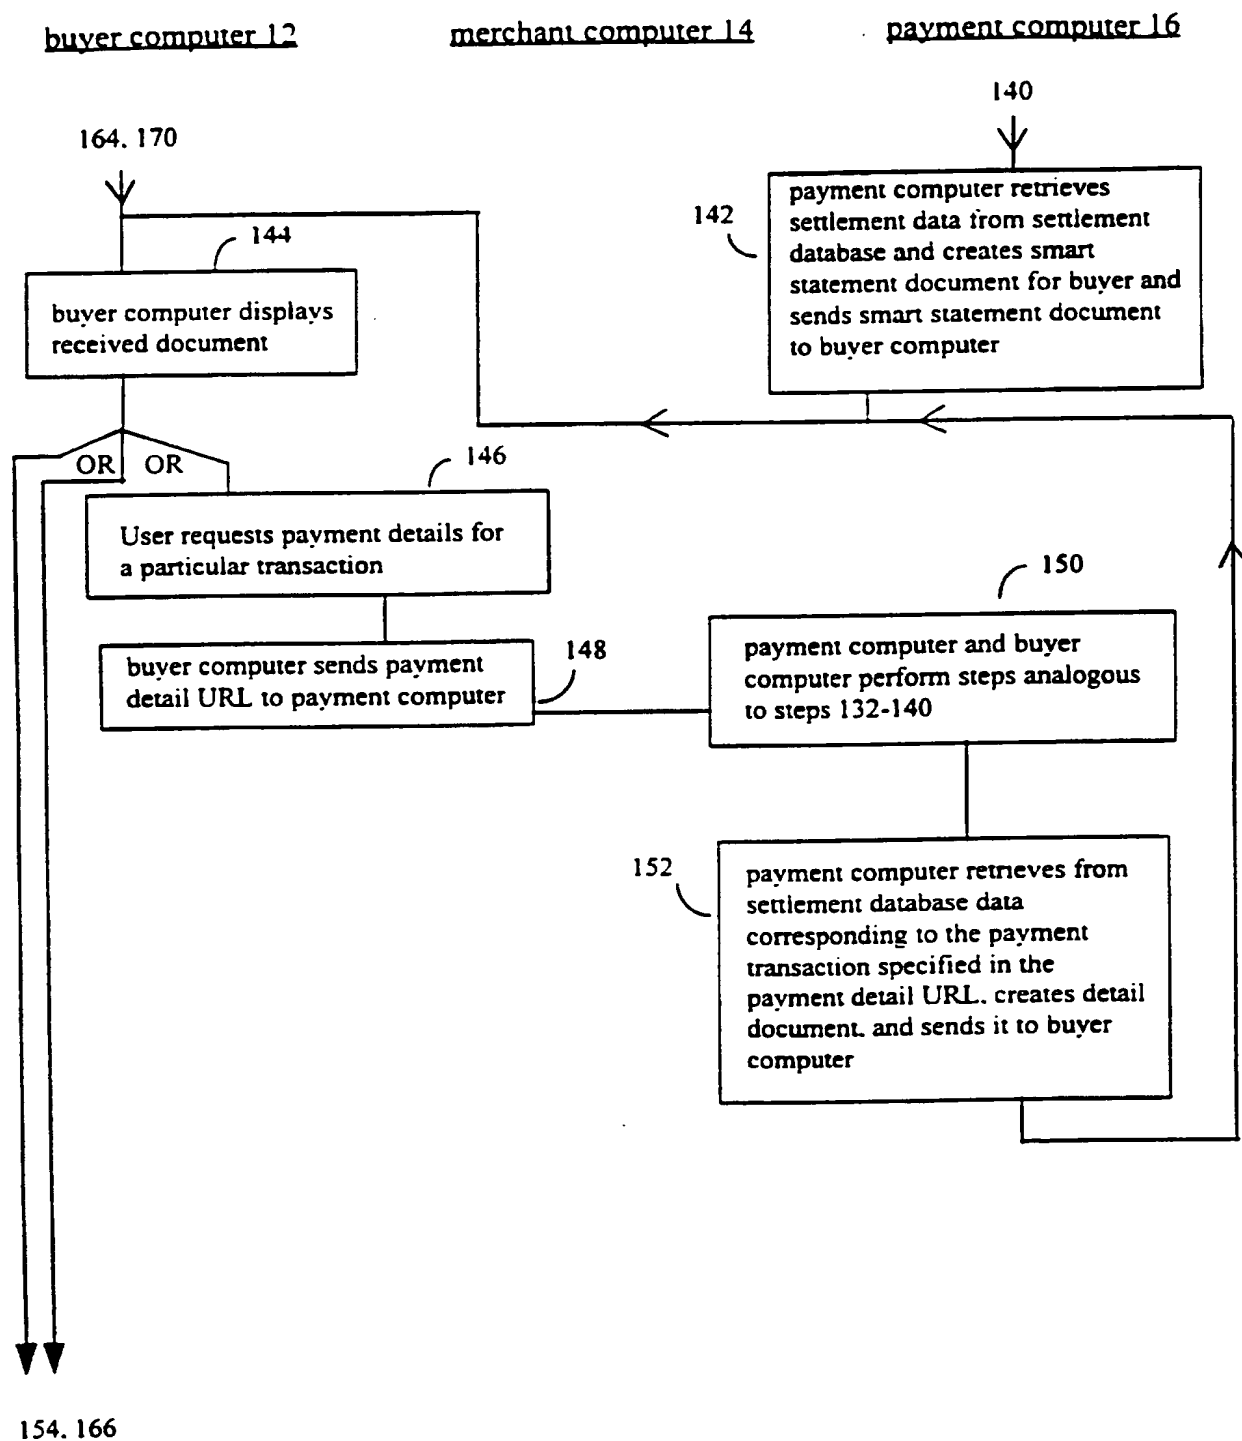 buyer computer 12
merchant computer 14
payment computer 16
140
164. 170
payment computer retrieves
settlement data from settlement
database and creates smart
statement document for buyer and
sends smart statement document
to buyer computer
142
144
buyer computer displays
received document
OR OR
146
User requests payment details for
a particular transaction
150
buyer computer sends payment
detail URL to payment computer
148
payment computer and buyer
computer perform steps analogous
to steps 132-140
152
payment computer retrieves from
settlement database data
corresponding to the payment
transaction specified in the
payment detail URL. creates detail
document. and sends it to buyer
computer
154. 166